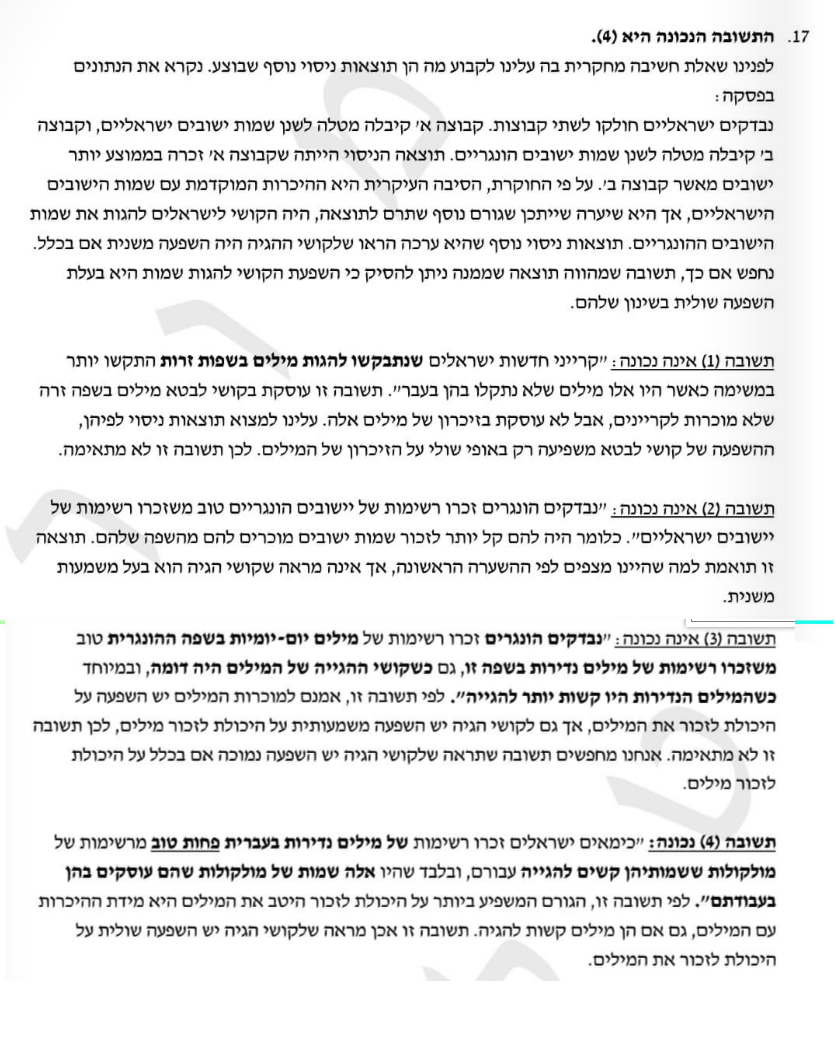 17. התשובה הנכונה היא (4).
לפנינו שאלת חשיבה מחקרית בה עלינו לקבוע מה הן תוצאות ניסוי נוסף שבוצע. נקרא את הנתונים
בפסקה:
נבדקים ישראליים חולקו לשתי קבוצות. קבוצה א׳ קיבלה מטלה לשנן שמות ישובים ישראליים, וקבוצה
ב׳ קיבלה מטלה לשנן שמות ישובים הונגריים. תוצאת הניסוי הייתה שקבוצה א׳ זכרה בממוצע יותר
ישובים מאשר קבוצה ב׳. על פי החוקרת, הסיבה העיקרית היא ההיכרות המוקדמת עם שמות הישובים
הישראליים, אך היא שיערה שייתכן שגורם נוסף שתרם לתוצאה, היה הקושי לישראלים להגות את שמות
הישובים ההונגריים. תוצאות ניסוי נוסף שהיא ערכה הראו שלקושי ההגיה היה השפעה משנית אם בכלל.
נחפש אם כך, תשובה שמהווה תוצאה שממנה ניתן להסיק כי השפעת הקושי להגות שמות היא בעלת
השפעה שולית בשינון שלהם.
תשובה (1) אינה נכונה: ״קרייני חדשות ישראלים שנתבקשו להגות מילים בשפות זרות התקשו יותר
במשימה כאשר היו אלו מילים שלא נתקלו בהן בעבר״. תשובה זו עוסקת בקושי לבטא מילים בשפה זרה
שלא מוכרות לקריינים, אבל לא עוסקת בזיכרון של מילים אלה. עלינו למצוא תוצאות ניסוי לפיהן,
ההשפעה של קושי לבטא משפיעה רק באופי שולי על הזיכרון של המילים. לכן תשובה זו לא מתאימה.
תשובה (2) אינה נכונה: ״נבדקים הונגרים זכרו רשימות של יישובים הונגריים טוב משזכרו רשימות של
יישובים ישראליים״. כלומר היה להם קל יותר לזכור שמות ישובים מוכרים להם מהשפה שלהם. תוצאה
זו תואמת למה שהיינו מצפים לפי ההשערה הראשונה, אך אינה מראה שקושי הגיה הוא בעל משמעות
משנית.
תשובה (3) אינה נכונה: ״נבדקים הונגרים זכרו רשימות של מילים יום-יומיות בשפה ההונגרית טוב
משזכרו רשימות של מילים נדירות בשפה זו, גם כשקושי ההגייה של המילים היה דומה, ובמיוחד
כשהמילים הנדירות היו קשות יותר להגייה״. לפי תשובה זו, אמנם למוכרות המילים יש השפעה על
היכולת לזכור את המילים, אך גם לקושי הגיה יש השפעה משמעותית על היכולת לזכור מילים, לכן תשובה
זו לא מתאימה. אנחנו מחפשים תשובה שתראה שלקושי הגיה יש השפעה נמוכה אם בכלל על היכולת
לזכור מילים.
תשובה (4) נכונה: ״כימאים ישראלים זכרו רשימות של מילים נדירות בעברית פחות טוב מרשימות של
מולקולות ששמותיהן קשים להגייה עבורם, ובלבד שהיו אלה שמות של מולקולות שהם עוסקים בהן
בעבודתם״. לפי תשובה זו, הגורם המשפיע ביותר על היכולת לזכור היטב את המילים היא מידת ההיכרות
עם המילים, גם אם הן מילים קשות להגיה. תשובה זו אכן מראה שלקושי הגיה יש השפעה שולית על
היכולת לזכור את המילים.